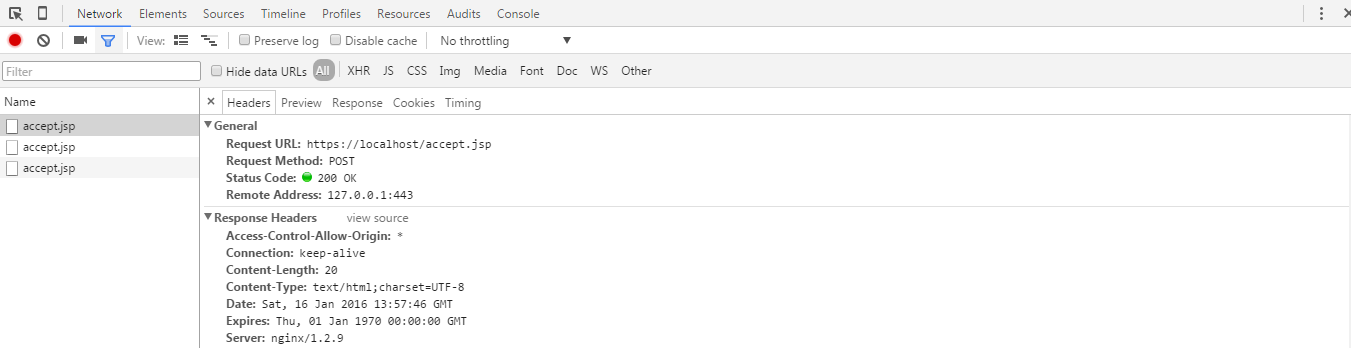 Network Elements Sources Timeline Profiles Resources Audits Console
View: Preserve log Disable cache No throttling
Filter Hide data URLs All XHR JS CSS Img Media Font Doc WS Other
Name
accept.jsp
accept.jsp
accept.jsp
× Headers Preview Response Cookies Timing
General
Request URL: https://localhost/accept.jsp
Request Method: POST
Status Code: 200 OK
Remote Address: 127.0.0.1:443
Response Headers view source
Access-Control-Allow-Origin: *
Connection: keep-alive
Content-Length: 20
Content-Type: text/html;charset=UTF-8
Date: Sat, 16 Jan 2016 13:57:46 GMT
Expires: Thu, 01 Jan 1970 00:00:00 GMT
Server: nginx/1.2.9